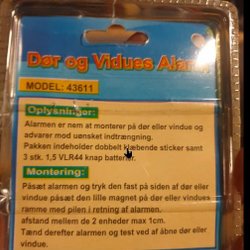 Dør og Vidues Alarm
MODEL: 43611
Oplysninger:
Alarmen er nem at monterer på dør eller vindue og
advarer mod uønsket indtrængning.
Pakken indeholder dobbelt klæbende sticker samt
3 stk. 1,5 VLR44 knap batterier.
Montering:
Påsæt alarmen og tryk den fast på siden af dør eller
vindue påsæt den lille magnet på dør eller vindues
ramme med pilen i retning af alarmen.
afstand mellem de 2 enheder max 1cm.
Tænd derefter alarmen og test ved af åbne dør eller
vindue.